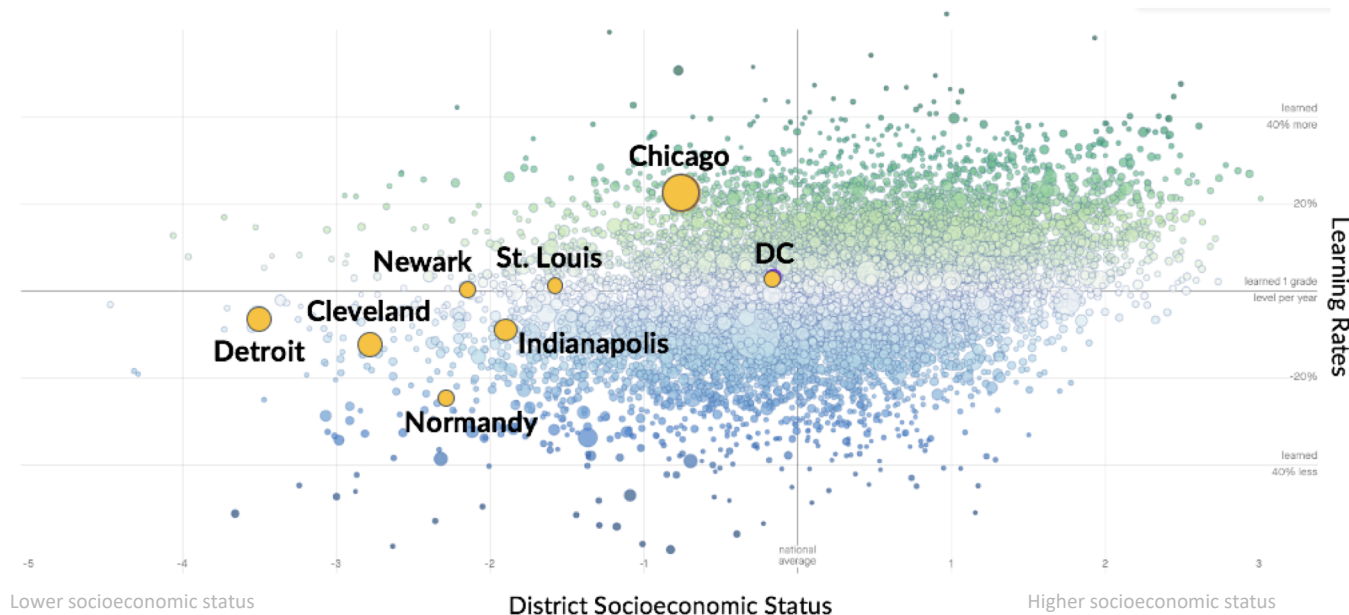 learned
40% more
Chicago
20%
Learning Rates
DC
St. Louis
Newark
learned 1 grade
level per year
Cleveland
Indianapolis
Detroit
-20%
Normandy
learned
40% less
national
average
-5
-4
-3
-2
-1
1
2
3
Lower socioeconomic status
District Socioeconomic Status
Higher socioeconomic status